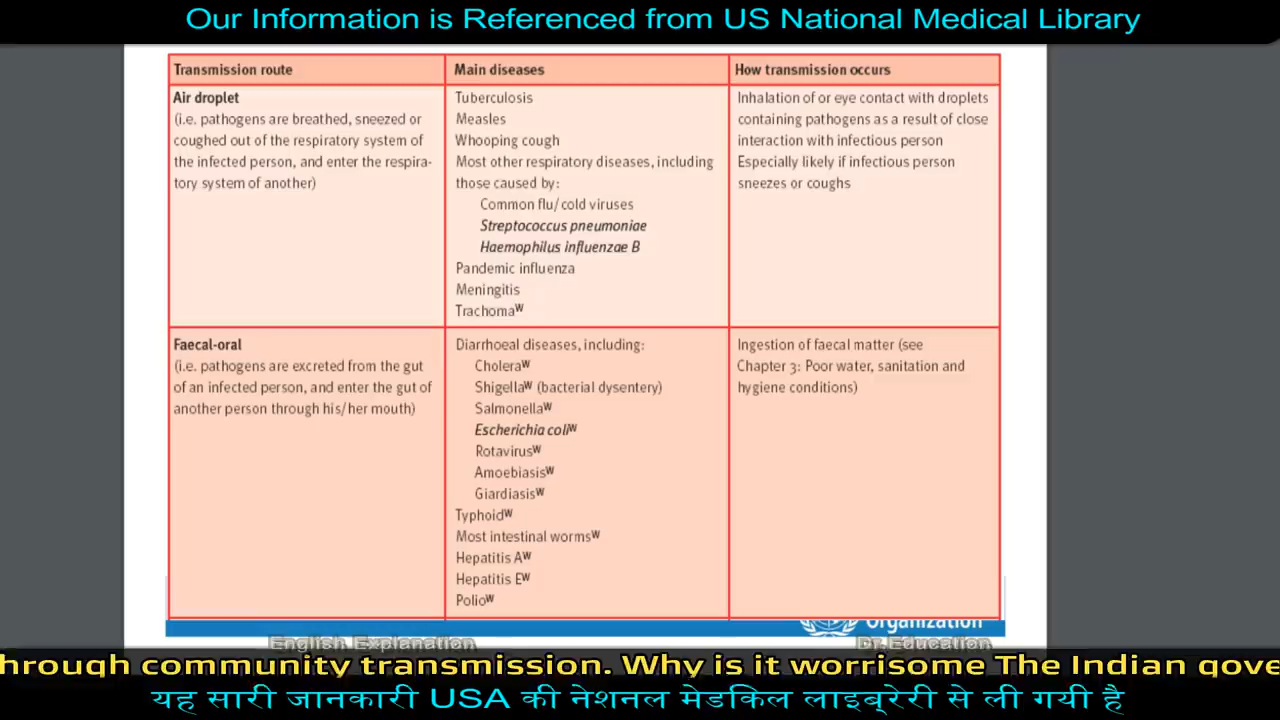 Our Information is Referenced from US National Medical Library
Transmission route
Main diseases
How transmission occurs
Air droplet
(i.e. pathogens are breathed, sneezed or
coughed out of the respiratory system of
the infected person, and enter the respira-
tory system of another)
Tuberculosis
Measles
Whooping cough
Most other respiratory diseases, including
those caused by:
Common flu/cold viruses
Streptococcus pneumoniae
Haemophilus influenzae B
Pandemic influenza
Meningitis
Trachomaᵂ
Inhalation of or eye contact with droplets
containing pathogens as a result of close
interaction with infectious person
Especially likely if infectious person
sneezes or coughs
Faecal-oral
(i.e. pathogens are excreted from the gut
of an infected person, and enter the gut of
another person through his/her mouth)
Diarrhoeal diseases, including:
Choleraᵂ
Shigellaᵂ (bacterial dysentery)
Salmonellaᵂ
Escherichia coliᵂ
Rotavirusᵂ
Amoebiasisᵂ
Giardiasisᵂ
Typhoidᵂ
Most intestinal wormsᵂ
Hepatitis Aᵂ
Hepatitis Eᵂ
Polioᵂ
Ingestion of faecal matter (see
Chapter 3: Poor water, sanitation and
hygiene conditions)
Organization
English Explanation
Dr.Education
hrough community transmission. Why is it worrisome The Indian gove
यह सारी जानकारी USA की नेशनल मेडिकल लाइब्रेरी से ली गयी है